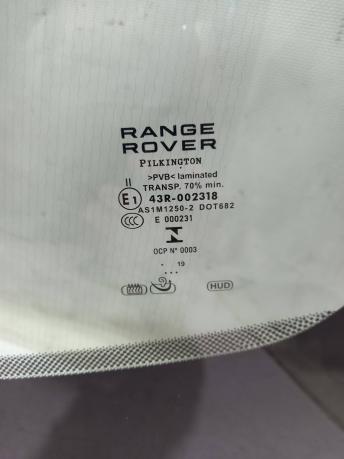 RANGE
ROVER
PILKINGTON
>PVB< laminated
TRANSP. 70% min.
II
E1 43R-002318
AS1M1250-2 DOT682
CCC E 000231
OCP N° 0003
. 19
...
HUD